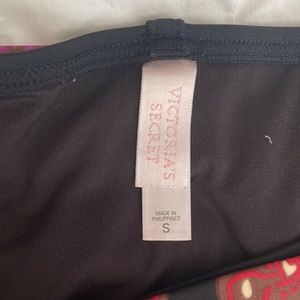 VICTORIA'S
SECRET
MADE IN
PHILIPPINES
S